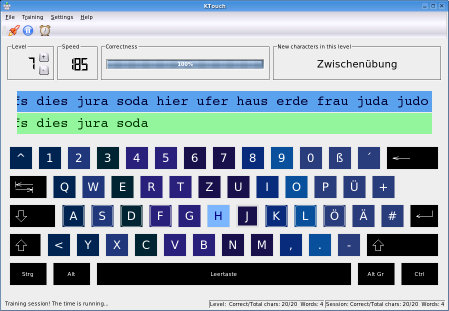 KTouch
File Training Settings Help
Level Speed Correctness New characters in this level
7 185 100% Zwischenübung
s dies jura soda hier ufer haus erde frau juda judo
s dies jura soda
^ 1 2 3 4 5 6 7 8 9 0 ß ´ ←
Q W E R T Z U I O P Ü +
A S D F G H J K L Ö Ä #
< Y X C V B N M , . -
Strg Alt Leertaste Alt Gr Ctrl
Training session! The time is running... Level: Correct/Total chars: 20/20 Words: 4 Session: Correct/Total chars: 20/20 Words: 4